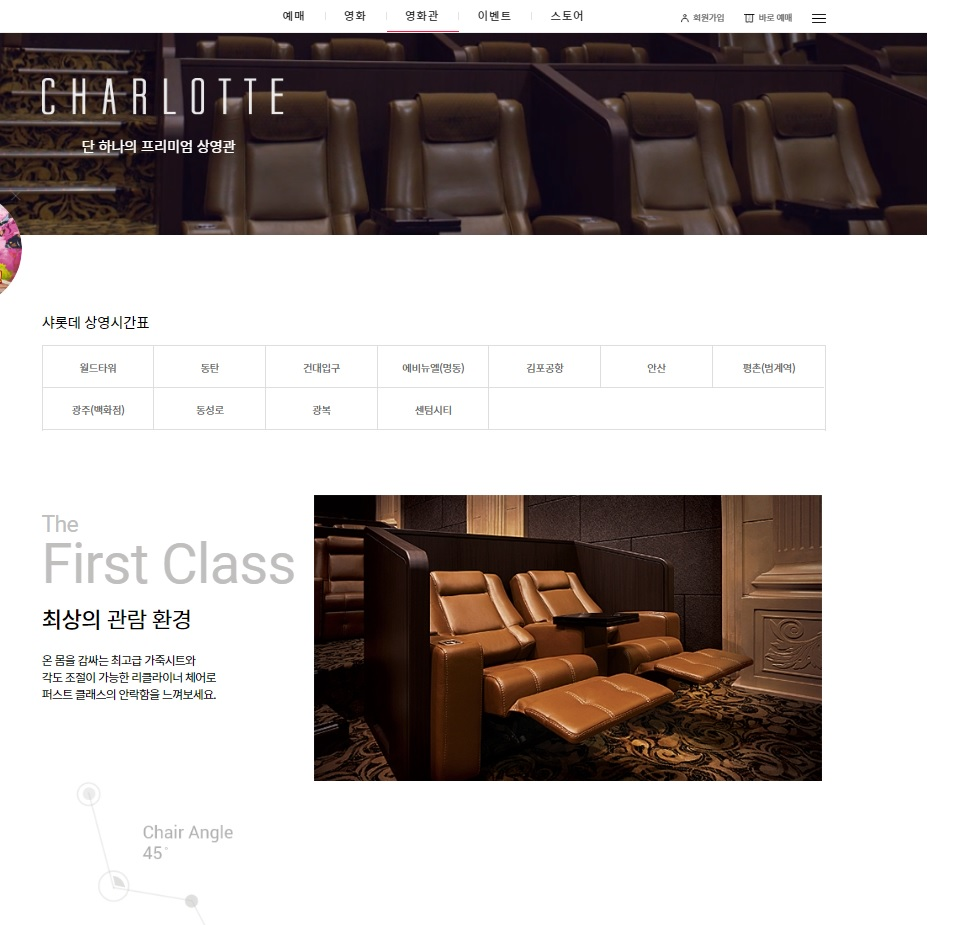 예매
영화
영화관
이벤트
스토어
회원가입
바로 예매
CHARLOTTE
단 하나의 프리미엄 상영관
샤롯데 상영시간표
월드타워
동탄
건대입구
에비뉴엘(명동)
김포공항
안산
평촌(범계역)
광주(백화점)
동성로
광복
센텀시티
The
First Class
최상의 관람 환경
온 몸을 감싸는 최고급 가죽시트와
각도 조절이 가능한 리클라이너 체어로
퍼스트 클래스의 안락함을 느껴보세요.
Chair Angle
45˚